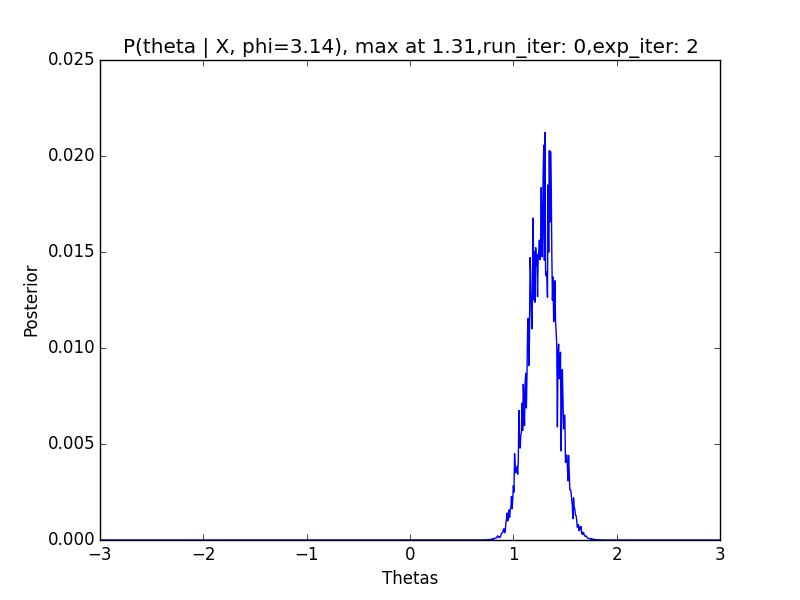 P(theta | X, phi=3.14), max at 1.31,run_iter: 0,exp_iter: 2
0.025
0.020
0.015
0.010
0.005
0.000
Posterior
−3 −2 −1 0 1 2 3
Thetas